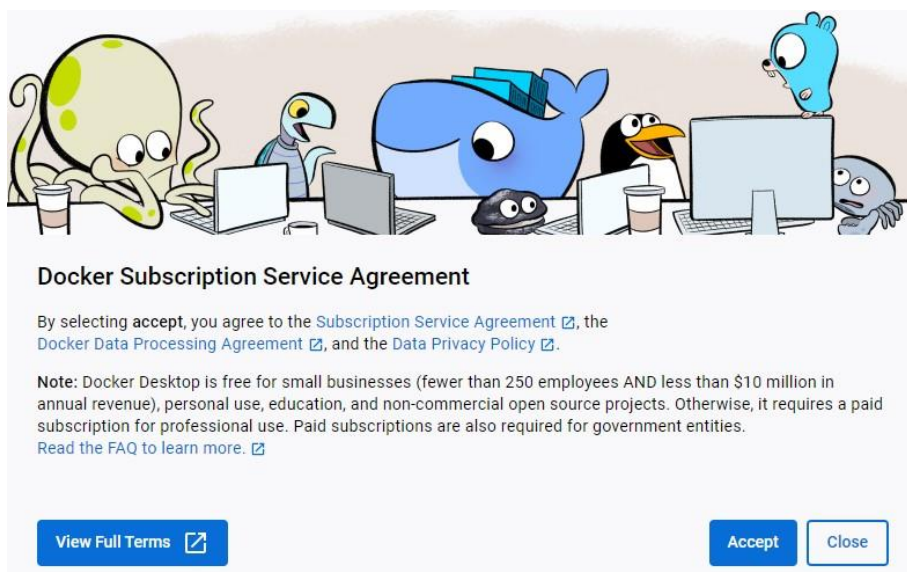 Docker Subscription Service Agreement
By selecting accept, you agree to the Subscription Service Agreement, the
Docker Data Processing Agreement, and the Data Privacy Policy.
Note: Docker Desktop is free for small businesses (fewer than 250 employees AND less than $10 million in
annual revenue), personal use, education, and non-commercial open source projects. Otherwise, it requires a paid
subscription for professional use. Paid subscriptions are also required for government entities.
Read the FAQ to learn more.
View Full Terms
Accept
Close